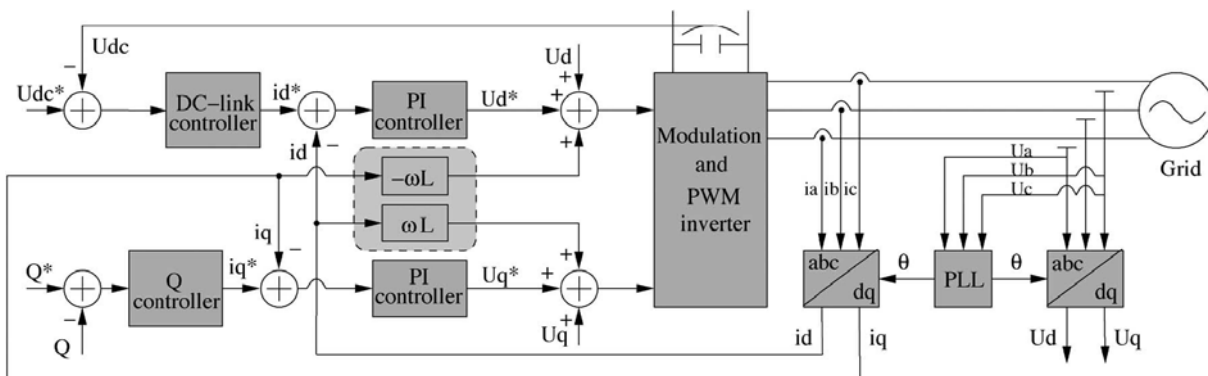 Udc
Ud
−
+
+
Udc*
DC−link
controller
id*
PI
controller
Ud*
+
id
−
Modulation
and
PWM
inverter
−ωL
ωL
Ua
Ub
Uc
Grid
ia
ib
ic
iq
−
+
Q*
Q
controller
iq*
PI
controller
Uq*
+
abc
dq
θ
PLL
θ
abc
dq
−
Q
Uq
+
id
iq
Ud
Uq